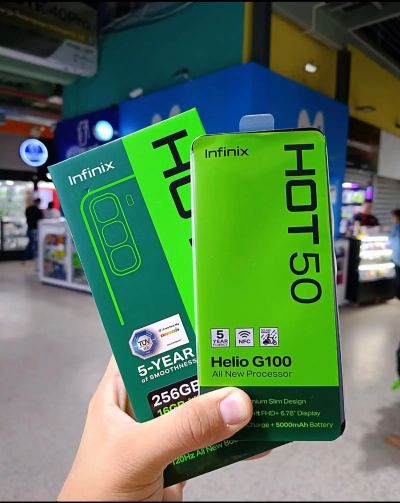 Infinix
HOT
TÜV
5-YEAR
OF SMOOTHNESS
256GB
120Hz All New
Infinix
HOT 50
5
YEAR
NFC
Helio G100
All New Processor
Slim Design
FHD+ 6.78" Display
5000mAh Battery